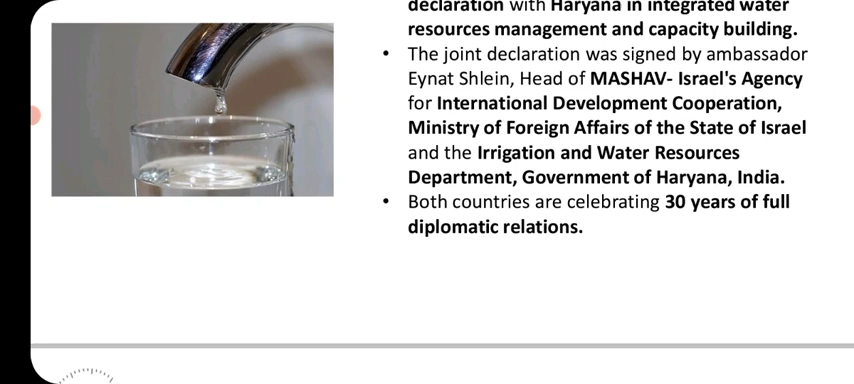 declaration with Haryana in integrated water
resources management and capacity building.
• The joint declaration was signed by ambassador
Eynat Shlein, Head of MASHAV- Israel's Agency
for International Development Cooperation,
Ministry of Foreign Affairs of the State of Israel
and the Irrigation and Water Resources
Department, Government of Haryana, India.
• Both countries are celebrating 30 years of full
diplomatic relations.